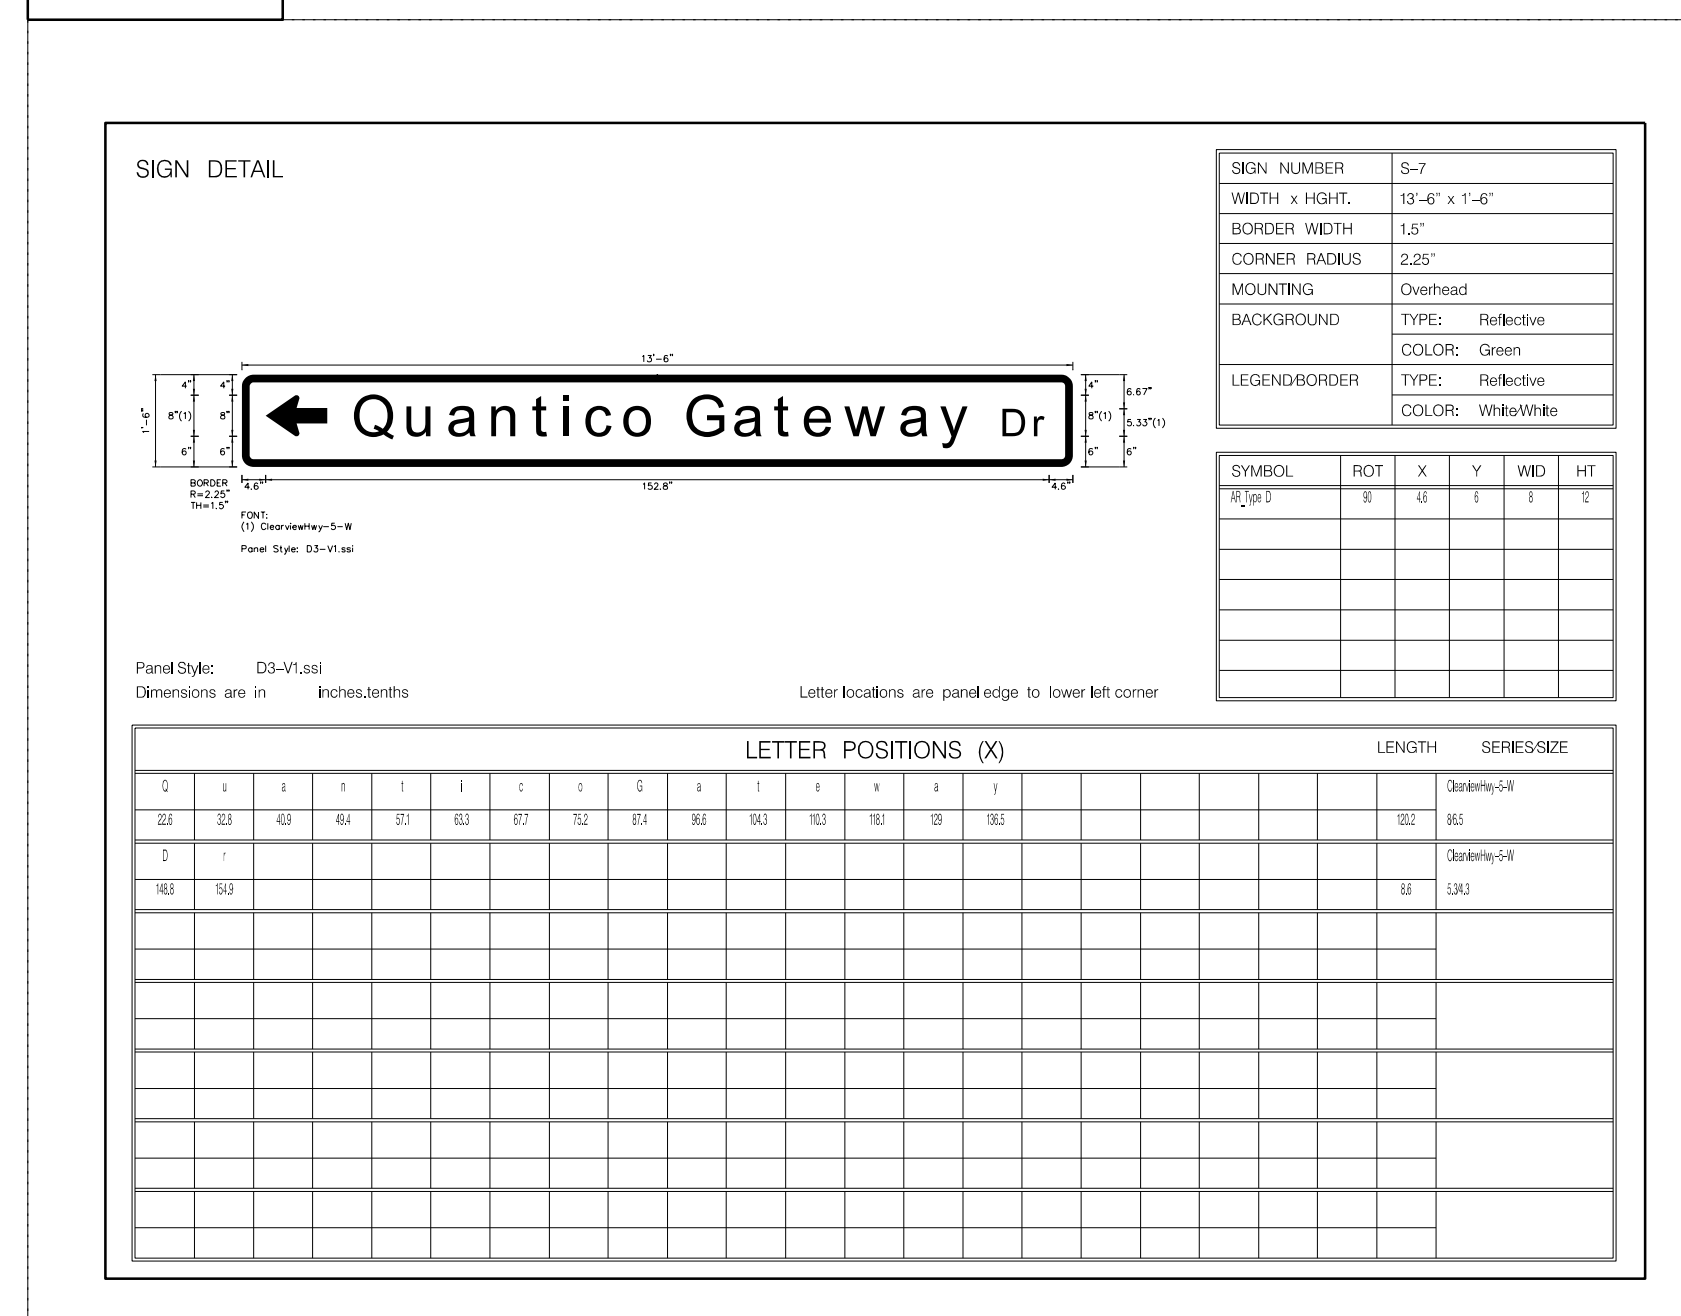 SIGN DETAIL
SIGN NUMBER S–7
WIDTH x HGHT. 13'–6" x 1'–6"
BORDER WIDTH 1.5"
CORNER RADIUS 2.25"
MOUNTING Overhead
BACKGROUND TYPE: Reflective
COLOR: Green
LEGEND/BORDER TYPE: Reflective
COLOR: White/White
13'–6"
4" 4" 4" 6.67"
1'–6" 8"(1) 8" 8"(1) 5.33"(1)
6" 6" 6" 6"
Quantico Gateway Dr
4.6" 152.8" 4.6"
BORDER
R=2.25"
TH=1.5"
FONT:
(1) ClearviewHwy–5–W
Panel Style: D3–V1.ssi
SYMBOL ROT X Y WID HT
AR_Type D 90 4.6 6 8 12
Panel Style: D3–V1.ssi
Dimensions are in inches.tenths
Letter locations are panel edge to lower left corner
LETTER POSITIONS (X) LENGTH SERIES/SIZE
Q u a n t i c o G a t e w a y ClearviewHwy–5–W
22.6 32.8 40.9 49.4 57.1 63.3 67.7 75.2 87.4 96.6 104.3 110.3 118.1 129 136.5 120.2 8/6.5
D r ClearviewHwy–5–W
148.8 154.9 8.6 5.3/4.3